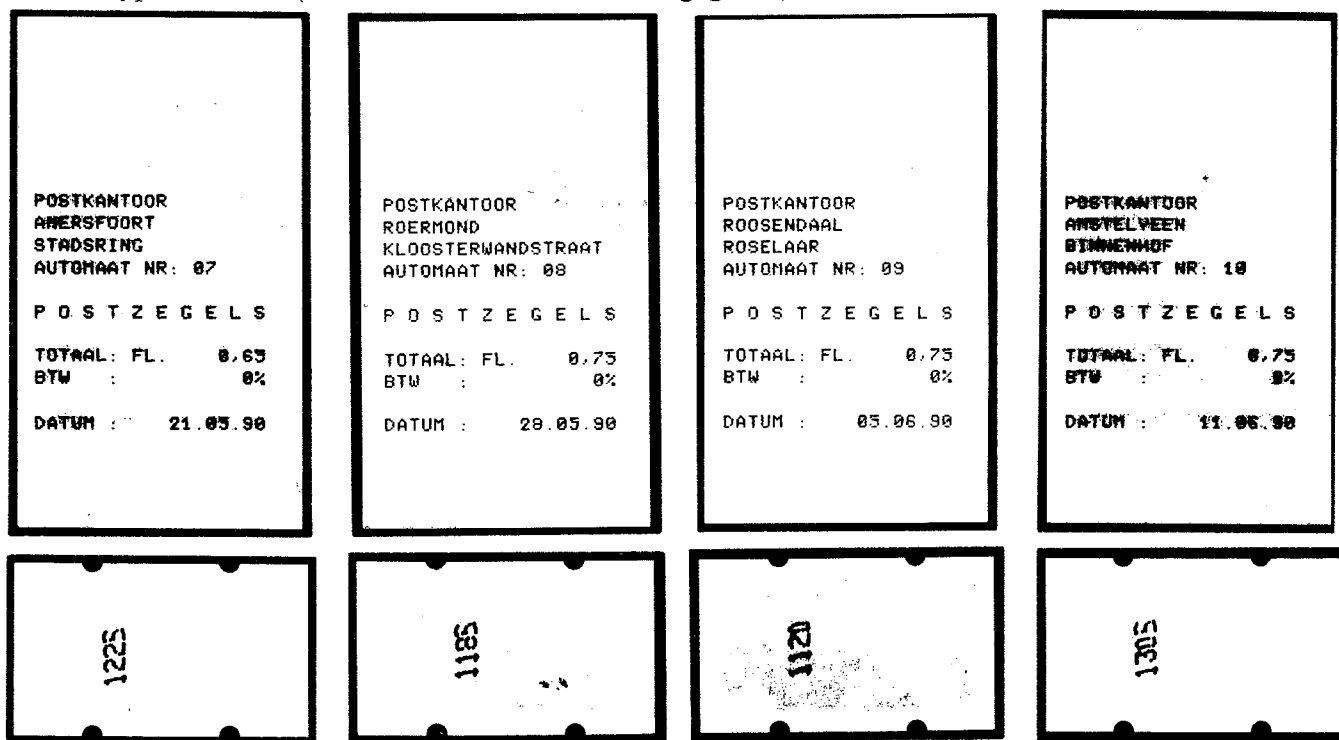 POSTKANTOOR
AMERSFOORT
STADSRING
AUTOMAAT NR: 07
P O S T Z E G E L S
TOTAAL: FL. 0,65
BTW : 0%
DATUM : 21.05.90
POSTKANTOOR
ROERMOND
KLOOSTERWANDSTRAAT
AUTOMAAT NR: 08
P O S T Z E G E L S
TOTAAL: FL. 0,75
BTW : 0%
DATUM : 28.05.90
POSTKANTOOR
ROOSENDAAL
ROSELAAR
AUTOMAAT NR: 09
P O S T Z E G E L S
TOTAAL: FL. 0,75
BTW : 0%
DATUM : 05.06.90
POSTKANTOOR
AMSTELVEEN
BINNENHOF
AUTOMAAT NR: 10
P O S T Z E G E L S
TOTAAL: FL. 0,75
BTW : 0%
DATUM : 11.06.90
1225
1185
1120
1305